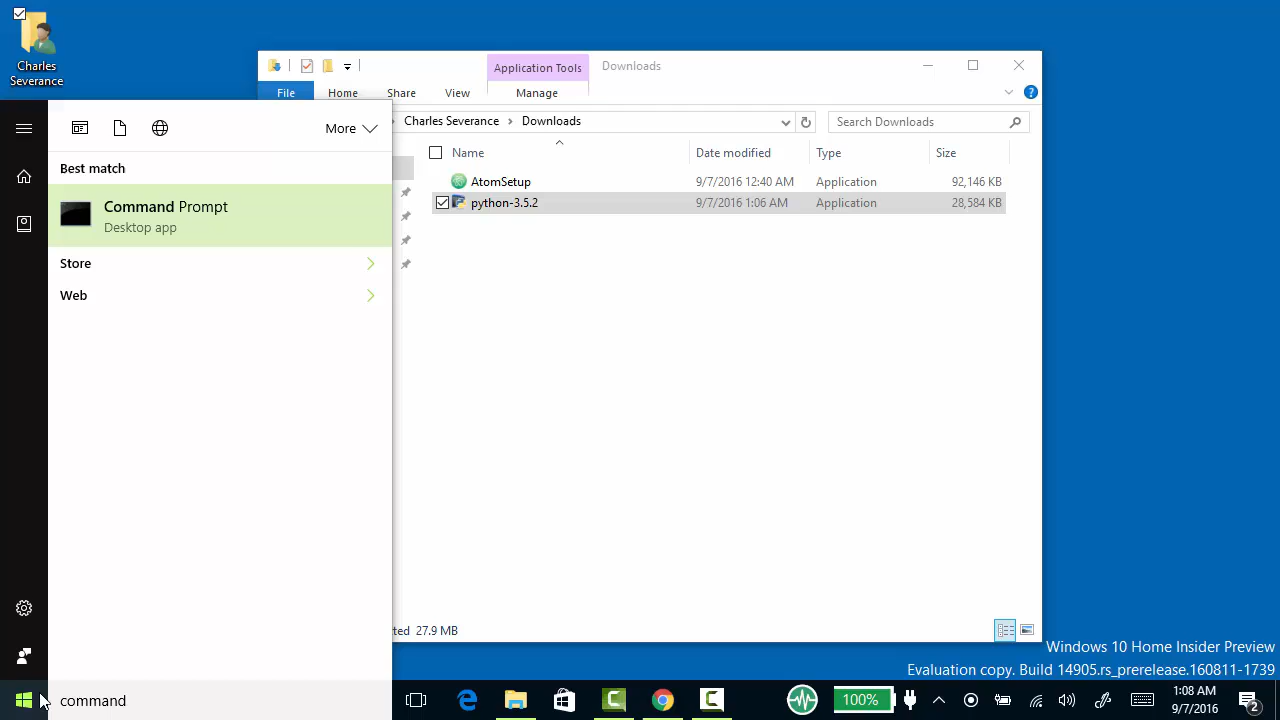 Charles
Severance
Application Tools
Downloads
File
Home
Share
View
Manage
Charles Severance
Downloads
Search Downloads
More
Best match
Command Prompt
Desktop app
Store
Web
Name
Date modified
Type
Size
AtomSetup
9/7/2016 12:40 AM
Application
92,146 KB
python-3.5.2
9/7/2016 1:06 AM
Application
28,584 KB
ted 27.9 MB
Windows 10 Home Insider Preview
Evaluation copy. Build 14905.rs_prerelease.160811-1739
command
100%
1:08 AM
9/7/2016
2